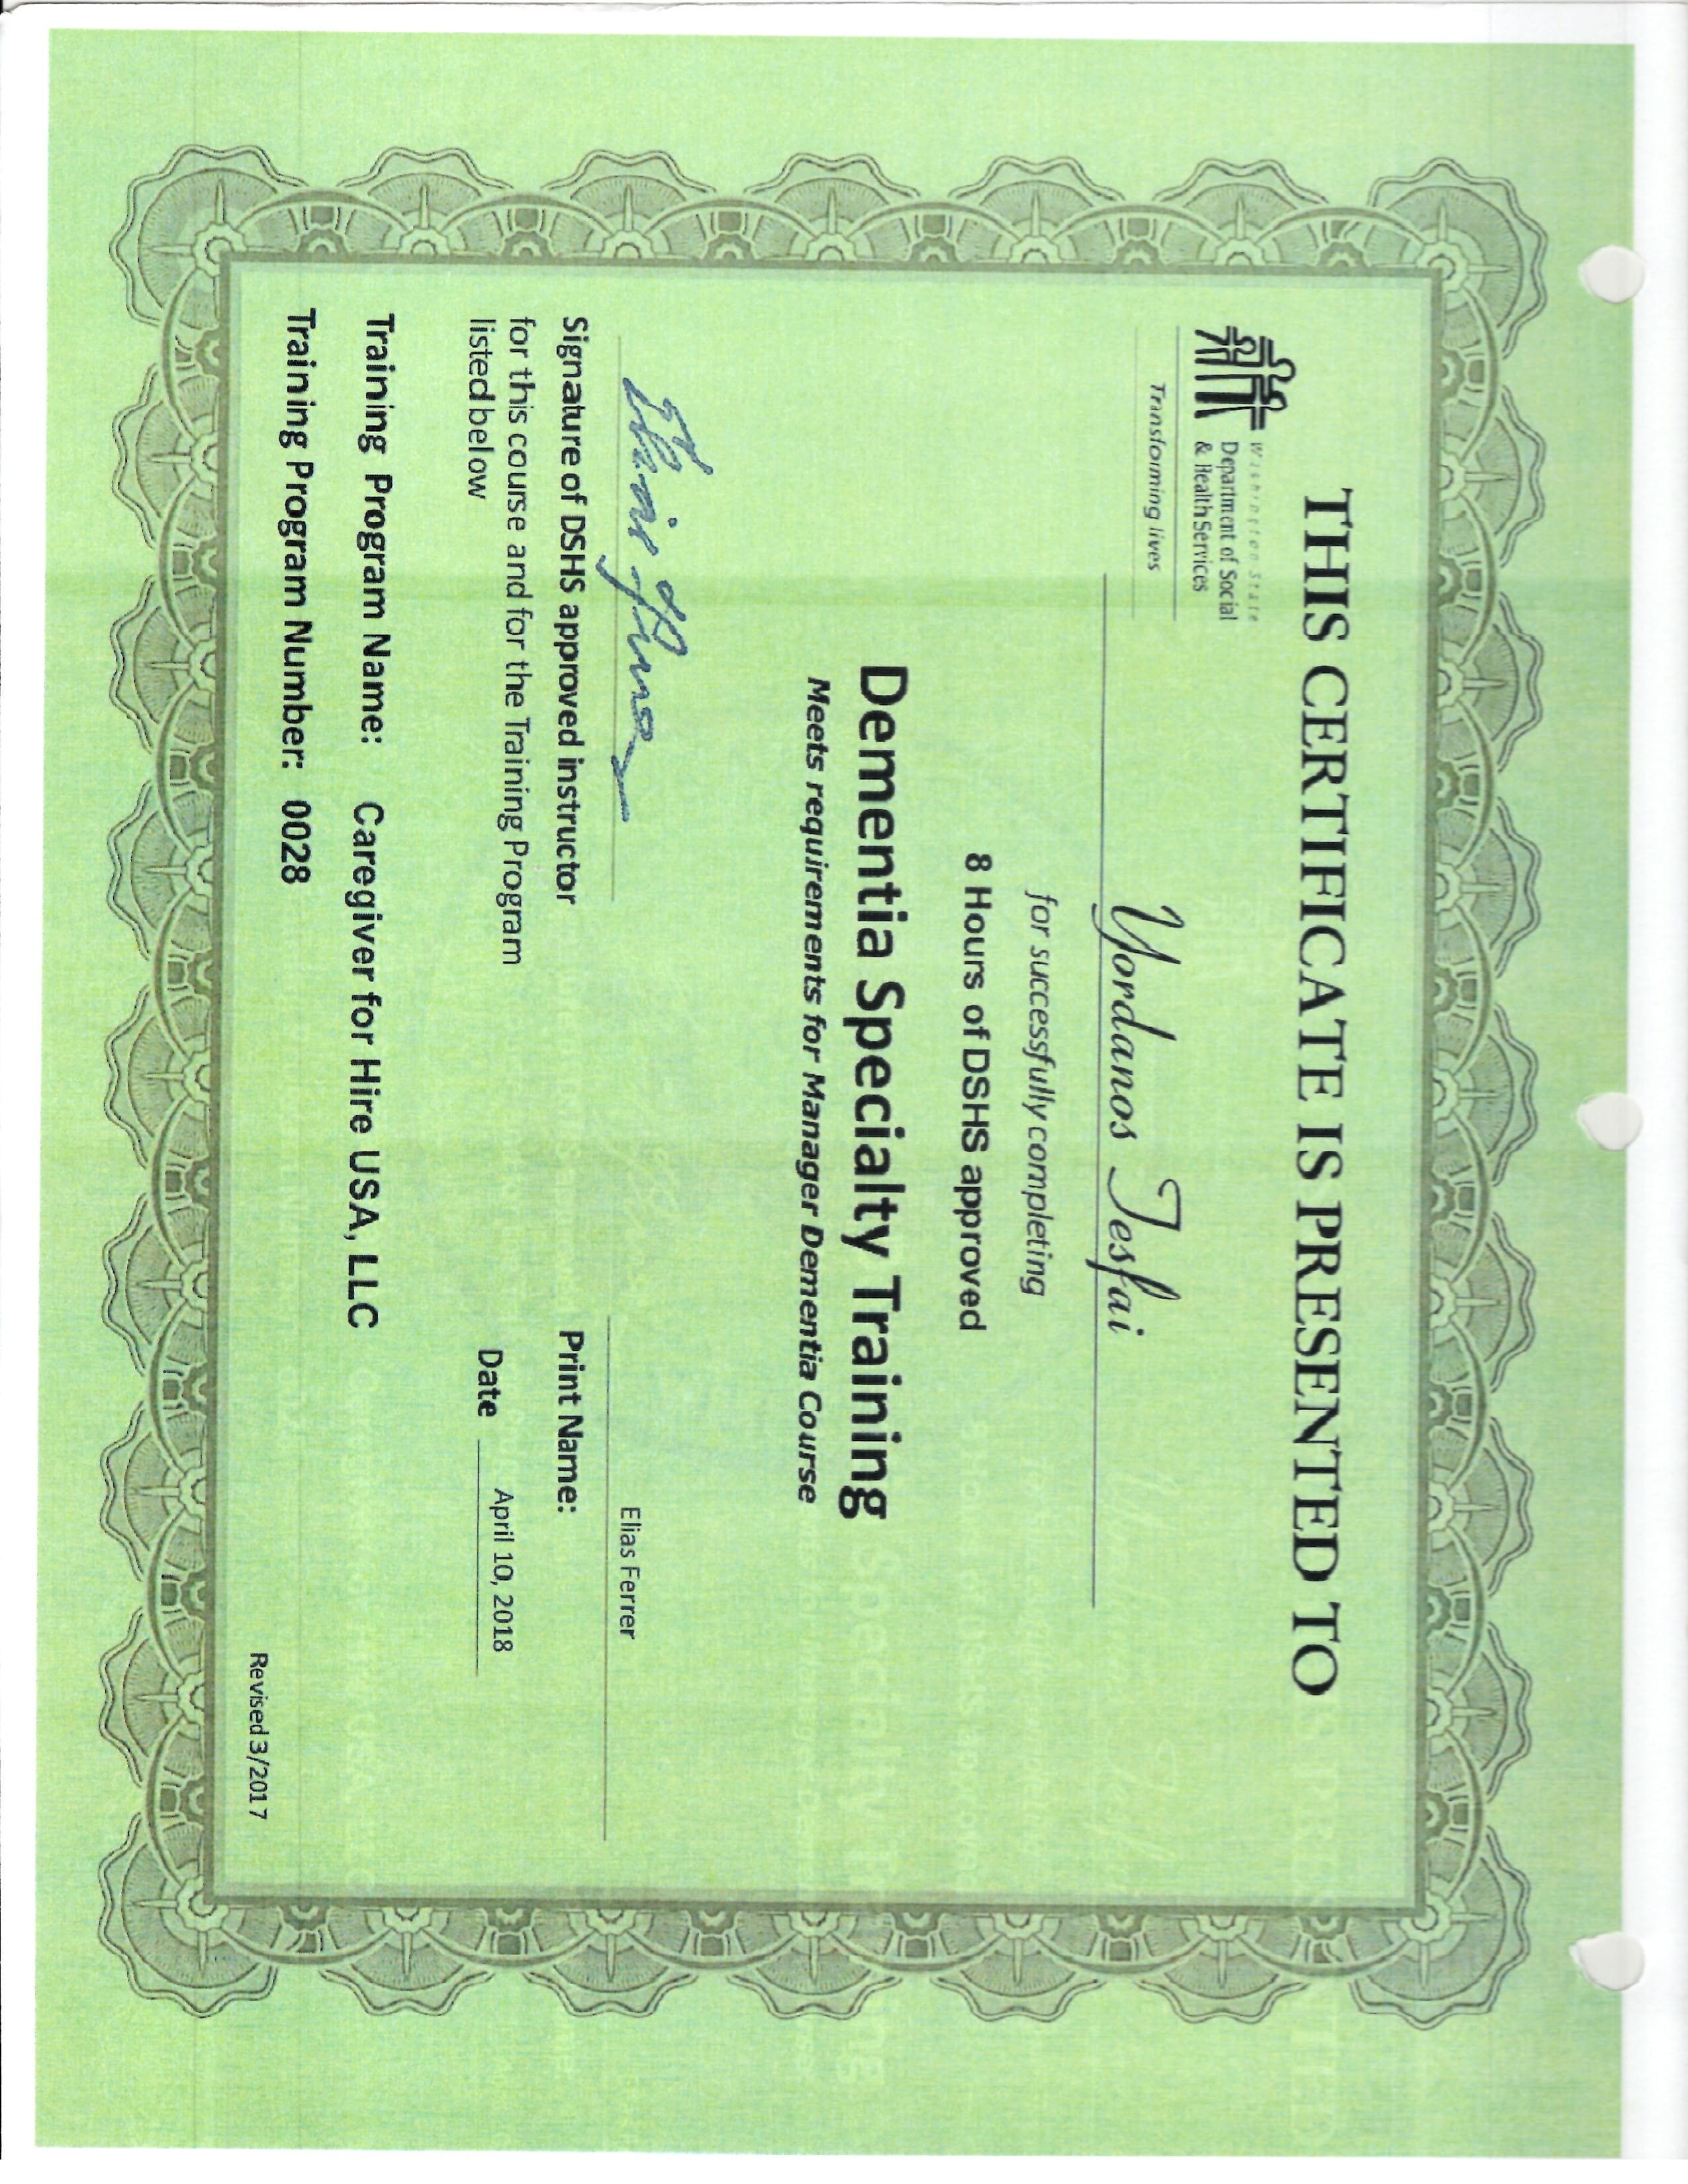 THIS CERTIFICATE IS PRESENTED TO
Washington State
Department of Social
& Health Services
Transforming lives
Yordanos Tesfai
for successfully completing
8 Hours of DSHS approved
Dementia Specialty Training
Meets requirements for Manager Dementia Course
Elias Ferrer
Signature of DSHS approved instructor
Print Name:
for this course and for the Training Program
listed below
Date April 10, 2018
Training Program Name: Caregiver for Hire USA, LLC
Training Program Number: 0028
Revised 3/2017